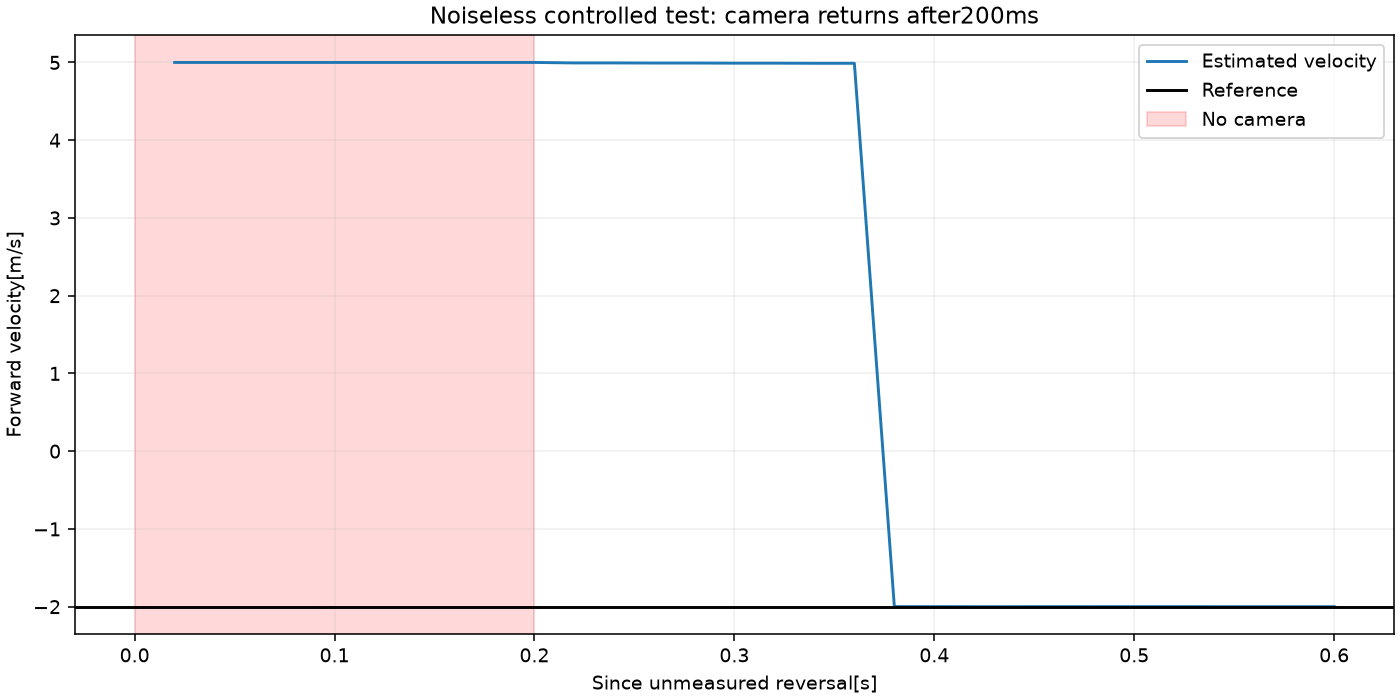 Noiseless controlled test: camera returns after200ms
Estimated velocity
Reference
No camera
Forward velocity[m/s]
5
4
3
2
1
0
−1
−2
0.0 0.1 0.2 0.3 0.4 0.5 0.6
Since unmeasured reversal[s]